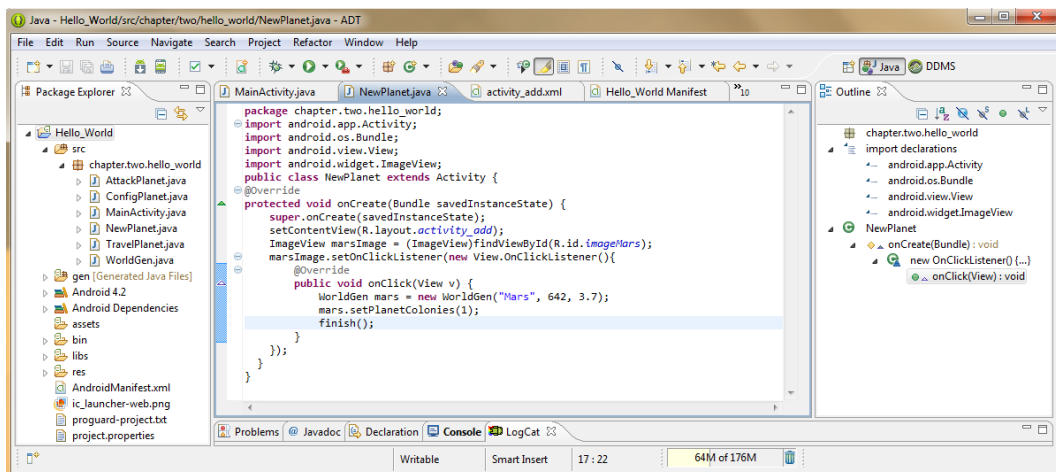 Java - Hello_World/src/chapter/two/hello_world/NewPlanet.java - ADT
File Edit Run Source Navigate Search Project Refactor Window Help
Java DDMS
Package Explorer
Hello_World
src
chapter.two.hello_world
AttackPlanet.java
ConfigPlanet.java
MainActivity.java
NewPlanet.java
TravelPlanet.java
WorldGen.java
gen [Generated Java Files]
Android 4.2
Android Dependencies
assets
bin
libs
res
AndroidManifest.xml
ic_launcher-web.png
proguard-project.txt
project.properties
MainActivity.java NewPlanet.java activity_add.xml Hello_World Manifest »10
package chapter.two.hello_world;
import android.app.Activity;
import android.os.Bundle;
import android.view.View;
import android.widget.ImageView;
public class NewPlanet extends Activity {
@Override
protected void onCreate(Bundle savedInstanceState) {
super.onCreate(savedInstanceState);
setContentView(R.layout.activity_add);
ImageView marsImage = (ImageView)findViewById(R.id.imageMars);
marsImage.setOnClickListener(new View.OnClickListener(){
@Override
public void onClick(View v) {
WorldGen mars = new WorldGen("Mars", 642, 3.7);
mars.setPlanetColonies(1);
finish();
}
});
}
}
Outline
chapter.two.hello_world
import declarations
android.app.Activity
android.os.Bundle
android.view.View
android.widget.ImageView
NewPlanet
onCreate(Bundle) : void
new OnClickListener() {...}
onClick(View) : void
Problems @ Javadoc Declaration Console LogCat
Writable Smart Insert 17 : 22 64M of 176M